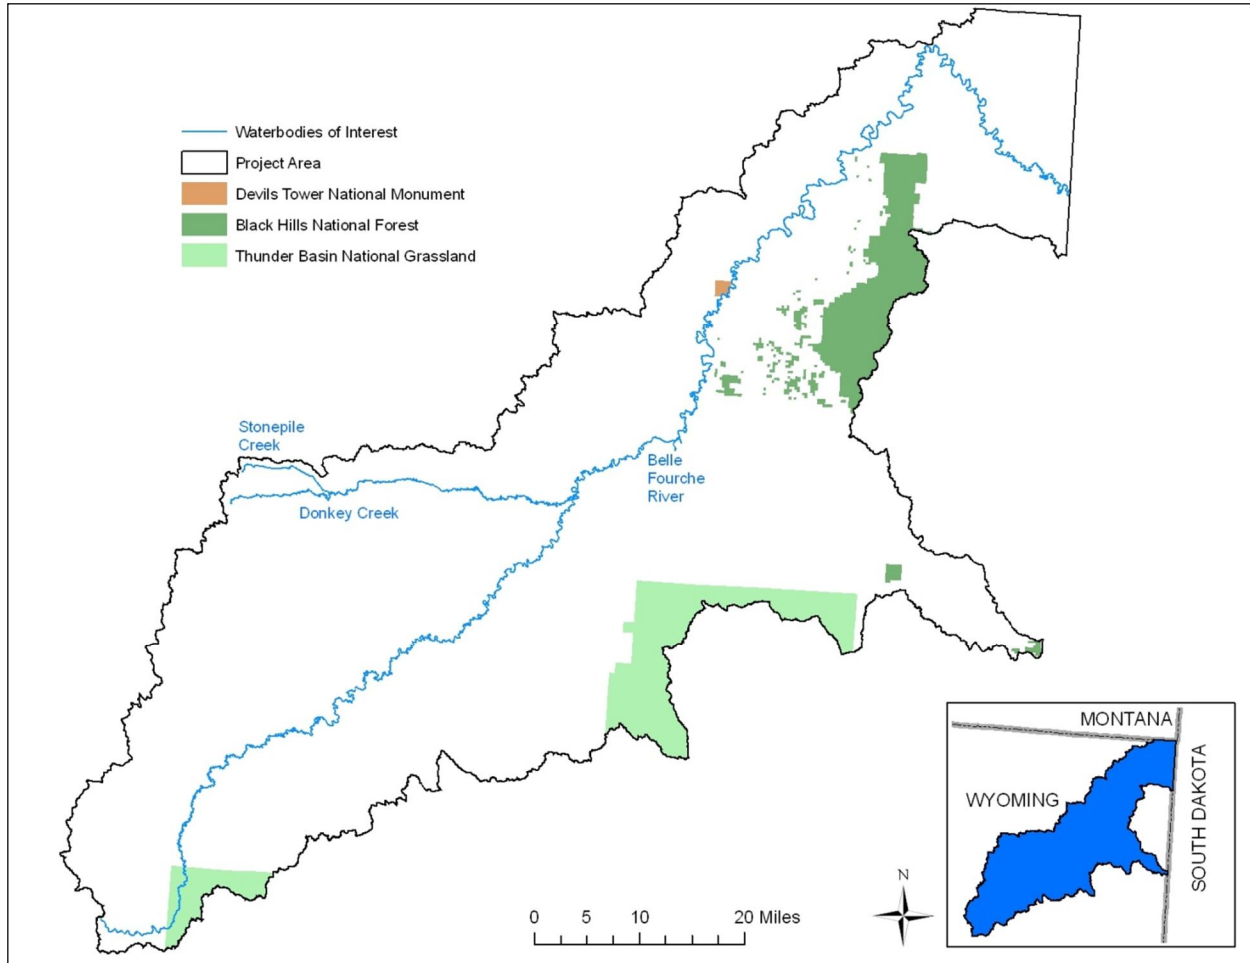 Waterbodies of Interest
Project Area
Devils Tower National Monument
Black Hills National Forest
Thunder Basin National Grassland
Stonepile
Creek
Donkey Creek
Belle
Fourche
River
0 5 10 20 Miles
N
MONTANA
WYOMING
SOUTH DAKOTA